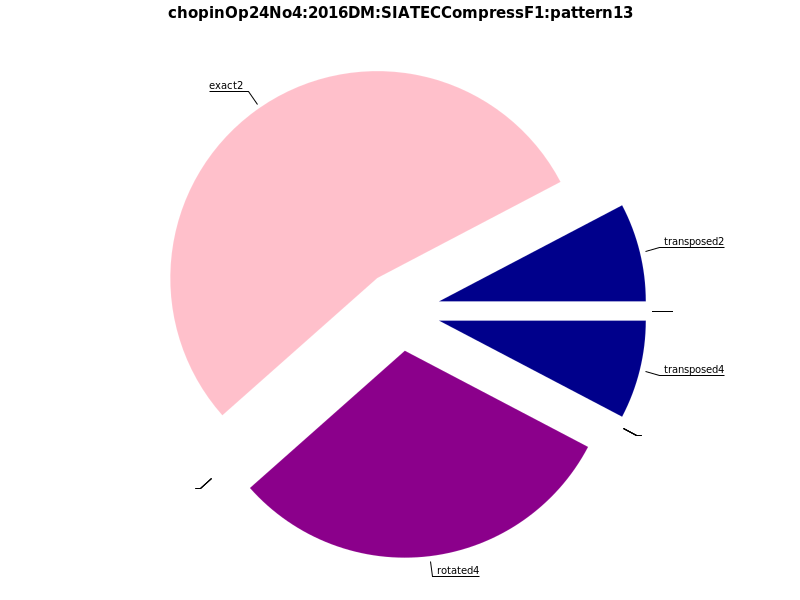 chopinOp24No4:2016DM:SIATECCompressF1:pattern13
exact2
transposed2
transposed4
rotated4